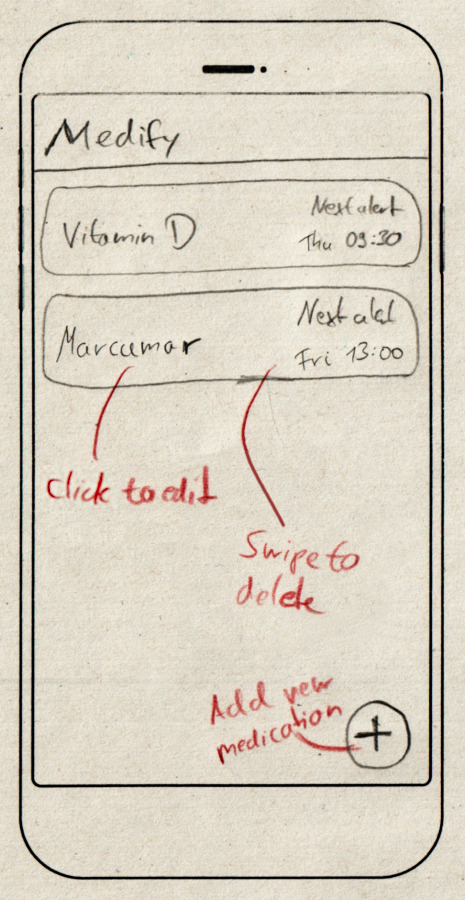 Medify
Vitamin D
Next alert
Thu 09:30
Marcumar
Next alert
Fri 13:00
Click to edit
Swipe to
delete
Add new
medication
+